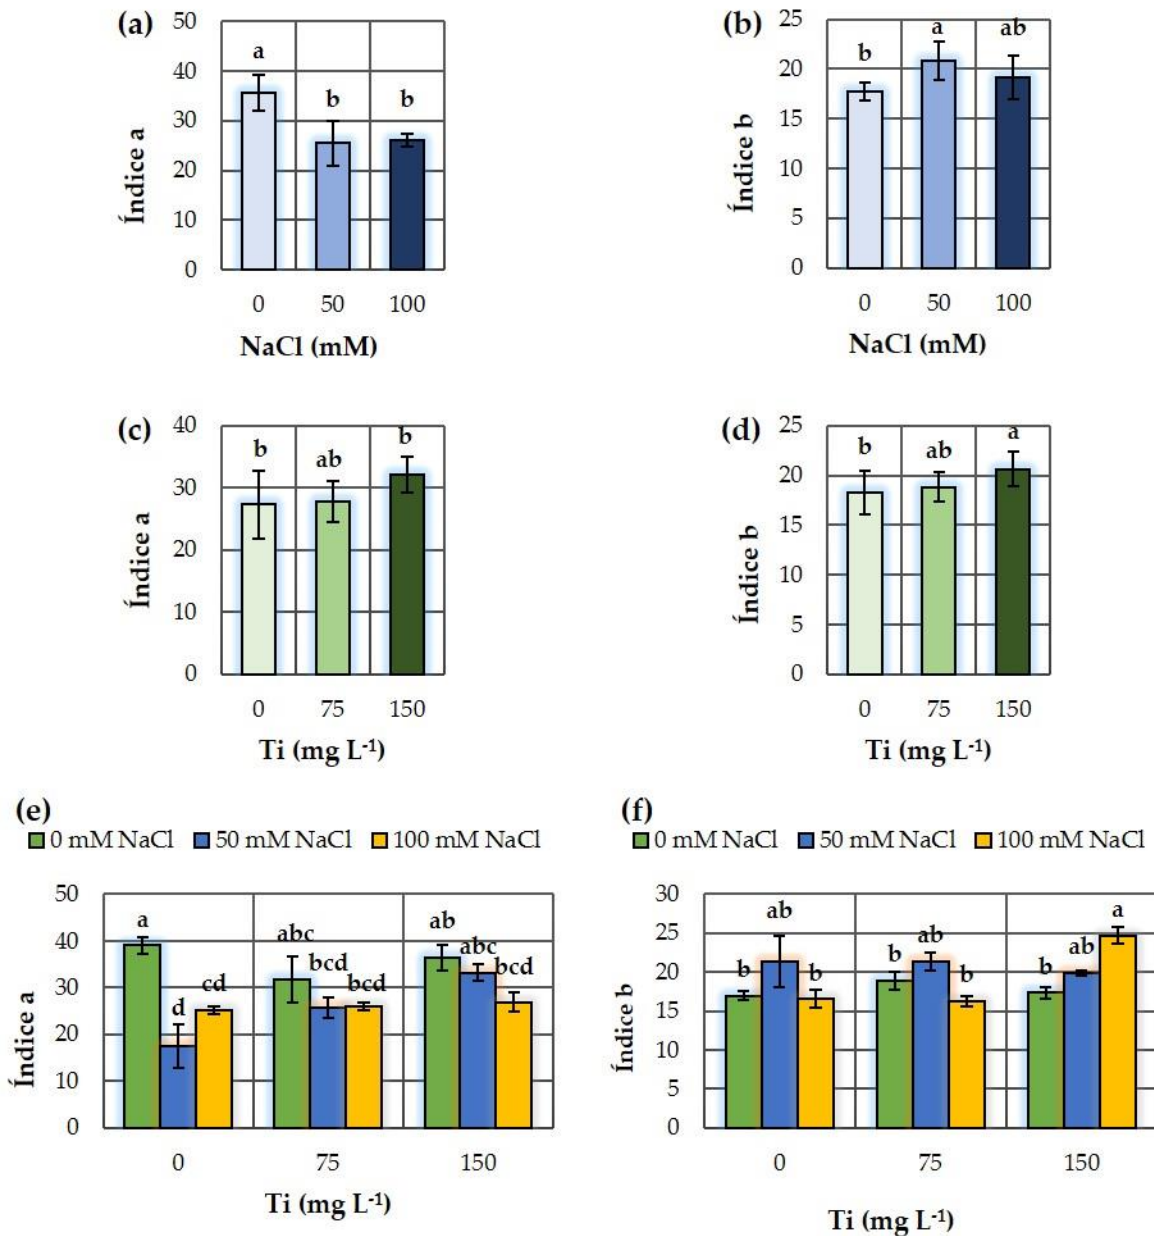 (a)
a
b
b
50
40
30
20
10
0
Índice a
0 50 100
NaCl (mM)
(b)
b
a
ab
25
20
15
10
5
0
Índice b
0 50 100
NaCl (mM)
(c)
b
ab
b
40
30
20
10
0
Índice a
0 75 150
Ti (mg L⁻¹)
(d)
b
ab
a
25
20
15
10
5
0
Índice b
0 75 150
Ti (mg L⁻¹)
(e)
0 mM NaCl 50 mM NaCl 100 mM NaCl
50
40
30
20
10
0
Índice a
a
d
cd
abc
bcd
bcd
ab
abc
bcd
0 75 150
Ti (mg L⁻¹)
(f)
0 mM NaCl 50 mM NaCl 100 mM NaCl
30
25
20
15
10
5
0
Índice b
b
ab
b
b
ab
b
b
ab
a
0 75 150
Ti (mg L⁻¹)